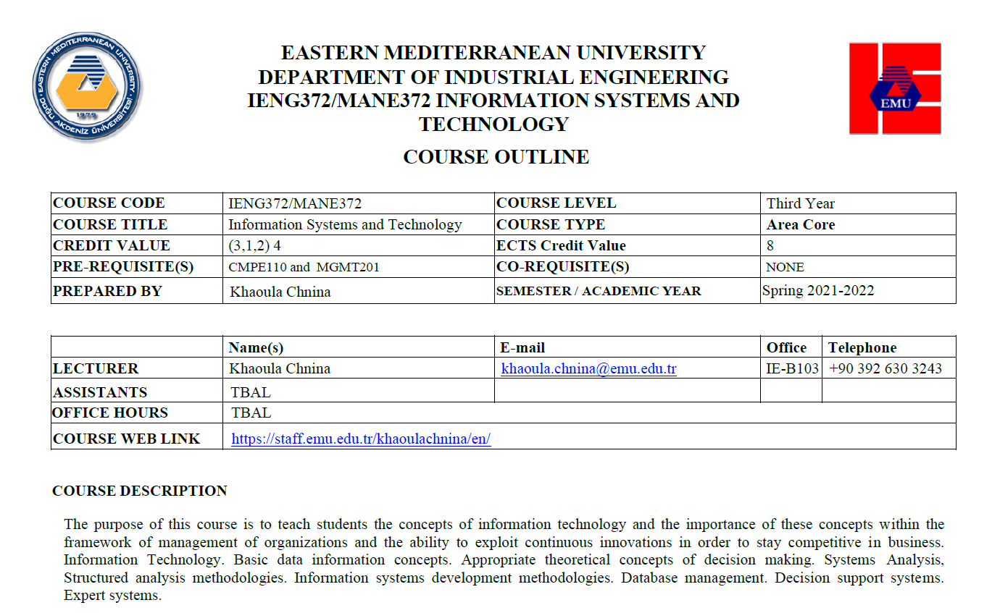 EASTERN MEDITERRANEAN UNIVERSITY
DEPARTMENT OF INDUSTRIAL ENGINEERING
IENG372/MANE372 INFORMATION SYSTEMS AND
TECHNOLOGY
COURSE OUTLINE
EASTERN MEDITERRANEAN UNIVERSITY
DOĞU AKDENİZ ÜNİVERSİTESİ
1979
EMU
COURSE CODE IENG372/MANE372 COURSE LEVEL Third Year
COURSE TITLE Information Systems and Technology COURSE TYPE Area Core
CREDIT VALUE (3,1,2) 4 ECTS Credit Value 8
PRE-REQUISITE(S) CMPE110 and MGMT201 CO-REQUISITE(S) NONE
PREPARED BY Khaoula Chnina SEMESTER / ACADEMIC YEAR Spring 2021-2022
Name(s) E-mail Office Telephone
LECTURER Khaoula Chnina khaoula.chnina@emu.edu.tr IE-B103 +90 392 630 3243
ASSISTANTS TBAL
OFFICE HOURS TBAL
COURSE WEB LINK https://staff.emu.edu.tr/khaoulachnina/en/
COURSE DESCRIPTION
The purpose of this course is to teach students the concepts of information technology and the importance of these concepts within the
framework of management of organizations and the ability to exploit continuous innovations in order to stay competitive in business.
Information Technology. Basic data information concepts. Appropriate theoretical concepts of decision making. Systems Analysis,
Structured analysis methodologies. Information systems development methodologies. Database management. Decision support systems.
Expert systems.